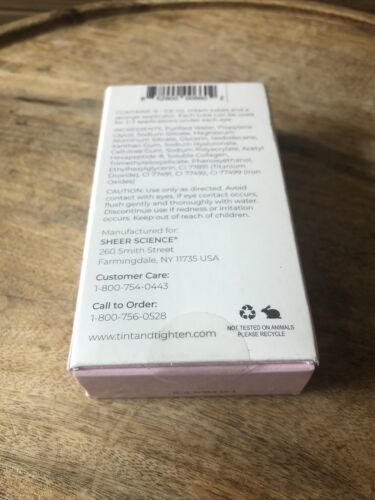 CONTAINS: 5 - 0.8 mL cream tubes and a
sponge applicator. Each tube can be used
for 2-3 applications under each eye.
INGREDIENTS: Purified Water, Propylene
Glycol, Sodium Silicate, Magnesium
Aluminum Silicate, Glycerin, Isododecane,
Xanthan Gum, Sodium Hyaluronate,
Cellulose Gum, Sodium Polyacrylate, Acetyl
Hexapeptide-8, Soluble Collagen,
Trimethylsiloxysilicate, Phenoxyethanol,
Ethylhexylglycerin, CI 77891 (Titanium
Dioxide), CI 77491, CI 77492, CI 77499 (Iron
Oxides)
CAUTION: Use only as directed. Avoid
contact with eyes, if eye contact occurs,
flush gently and thoroughly with water.
Discontinue use if redness or irritation
occurs. Keep out of reach of children.
Manufactured for:
SHEER SCIENCE®
260 Smith Street
Farmingdale, NY 11735 USA
Customer Care:
1-800-754-0443
Call to Order:
1-800-756-0528
www.tintandtighten.com
NOT TESTED ON ANIMALS
PLEASE RECYCLE